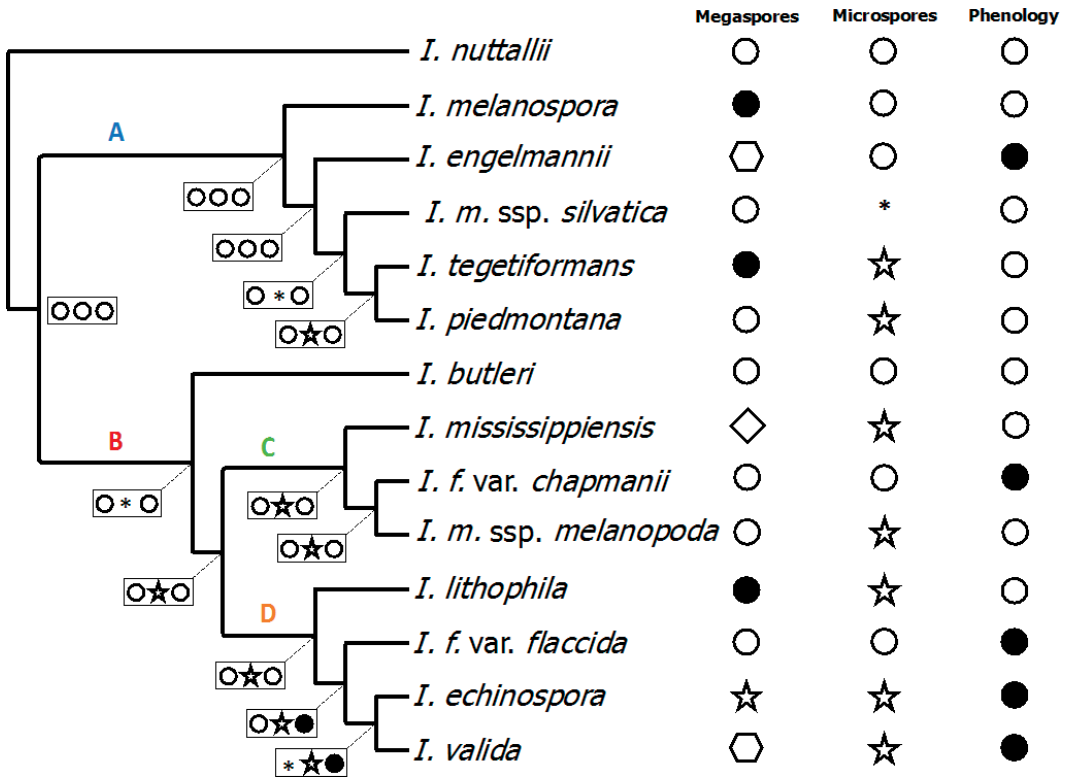 Megaspores Microspores Phenology
I. nuttallii
I. melanospora
A
I. engelmannii
I. m. ssp. silvatica *
I. tegetiformans
*
I. piedmontana
I. butleri
I. mississippiensis
B C
I. f. var. chapmanii
*
I. m. ssp. melanopoda
I. lithophila
D
I. f. var. flaccida
I. echinospora
I. valida
*